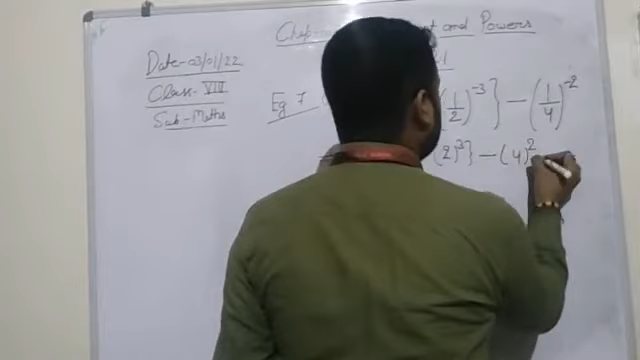 Chap- and Powers
Date-03/01/22
Class-VIII
Sub-Maths
Eg 7 (1/2)^-3} - (1/4)^-2
(2)^3} - (4)^2